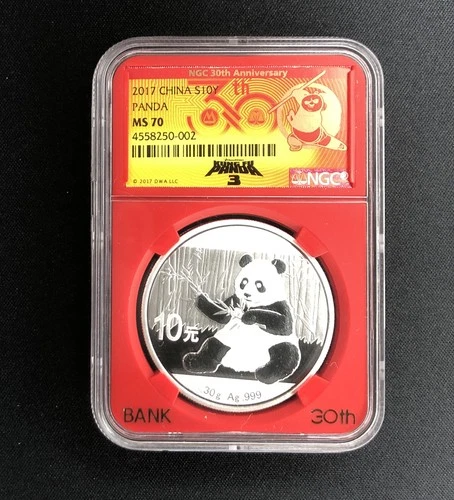 NGC 30th Anniversary
2017 CHINA S10Y
PANDA
MS 70
4558250-002
30th
KUNG FU
PANDA
3
© 2017 DWA LLC
NGC®
10元
30g Ag .999
BANK 30th